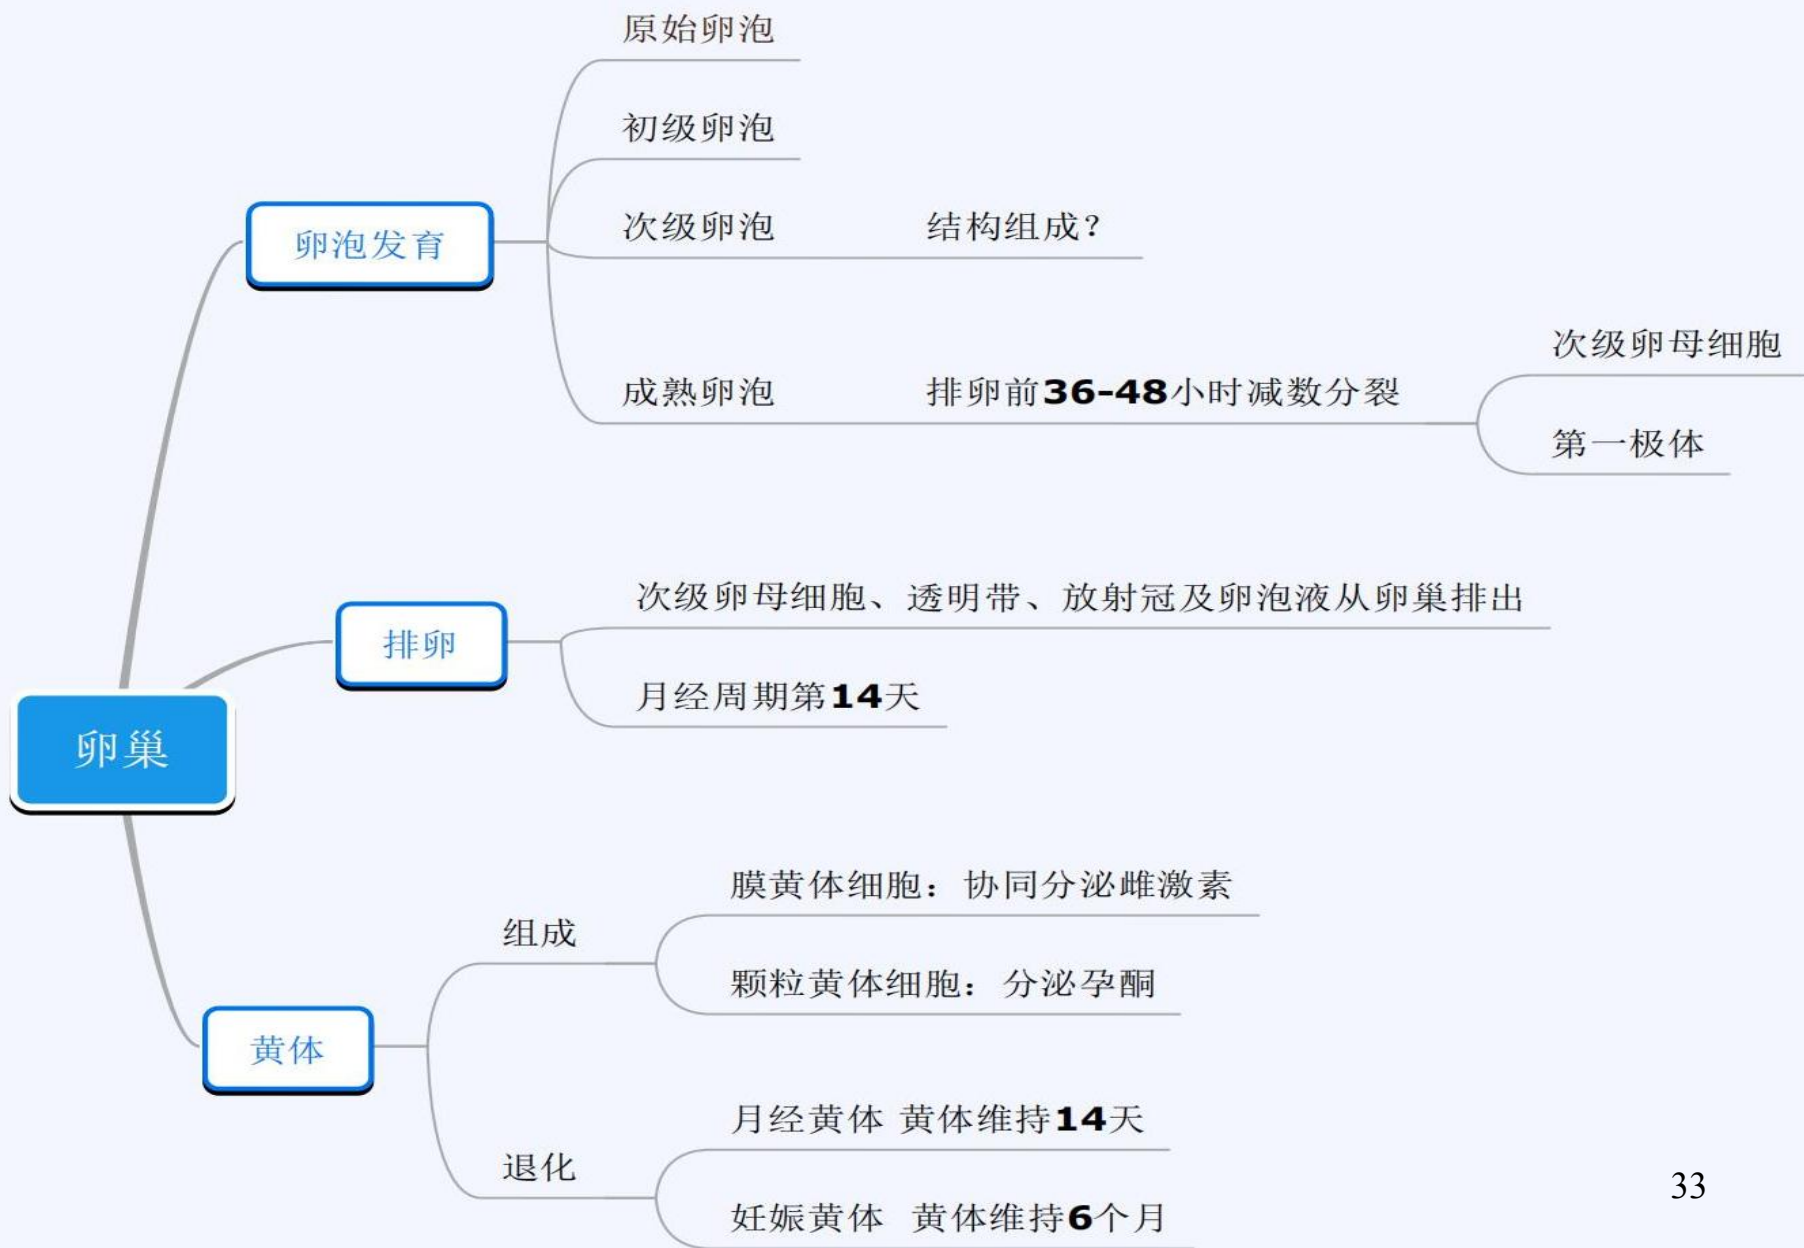 卵巢
卵泡发育
原始卵泡
初级卵泡
次级卵泡 结构组成？
成熟卵泡 排卵前36-48小时减数分裂
次级卵母细胞
第一极体
排卵
次级卵母细胞、透明带、放射冠及卵泡液从卵巢排出
月经周期第14天
黄体
组成
膜黄体细胞：协同分泌雌激素
颗粒黄体细胞：分泌孕酮
退化
月经黄体 黄体维持14天
妊娠黄体 黄体维持6个月
33